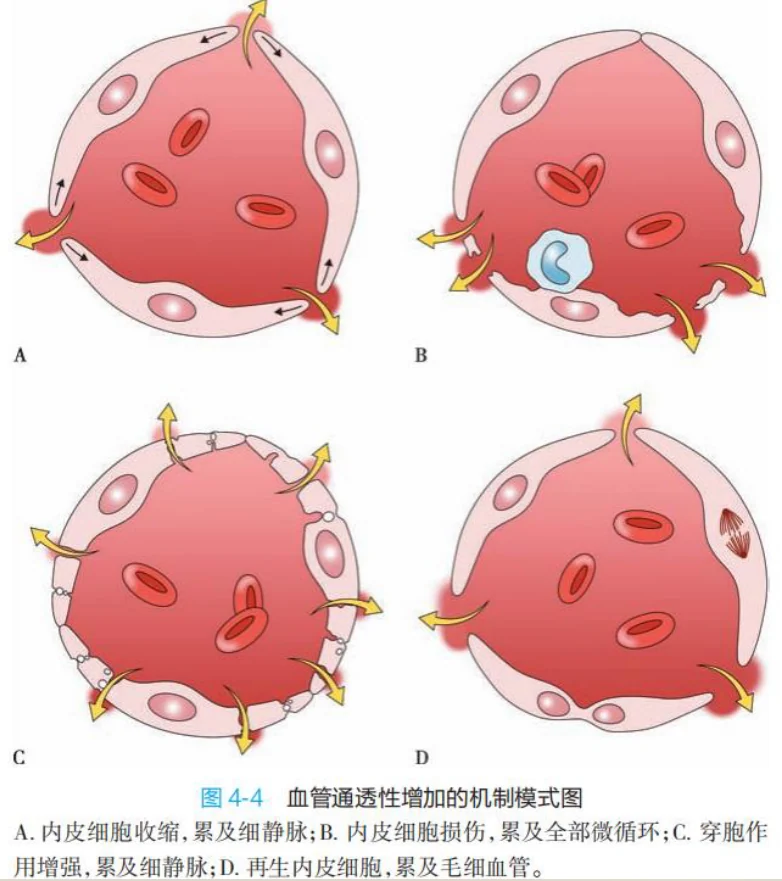 A
B
C
D
图 4-4 血管通透性增加的机制模式图
A. 内皮细胞收缩,累及细静脉;B. 内皮细胞损伤,累及全部微循环;C. 穿胞作
用增强,累及细静脉;D. 再生内皮细胞,累及毛细血管。